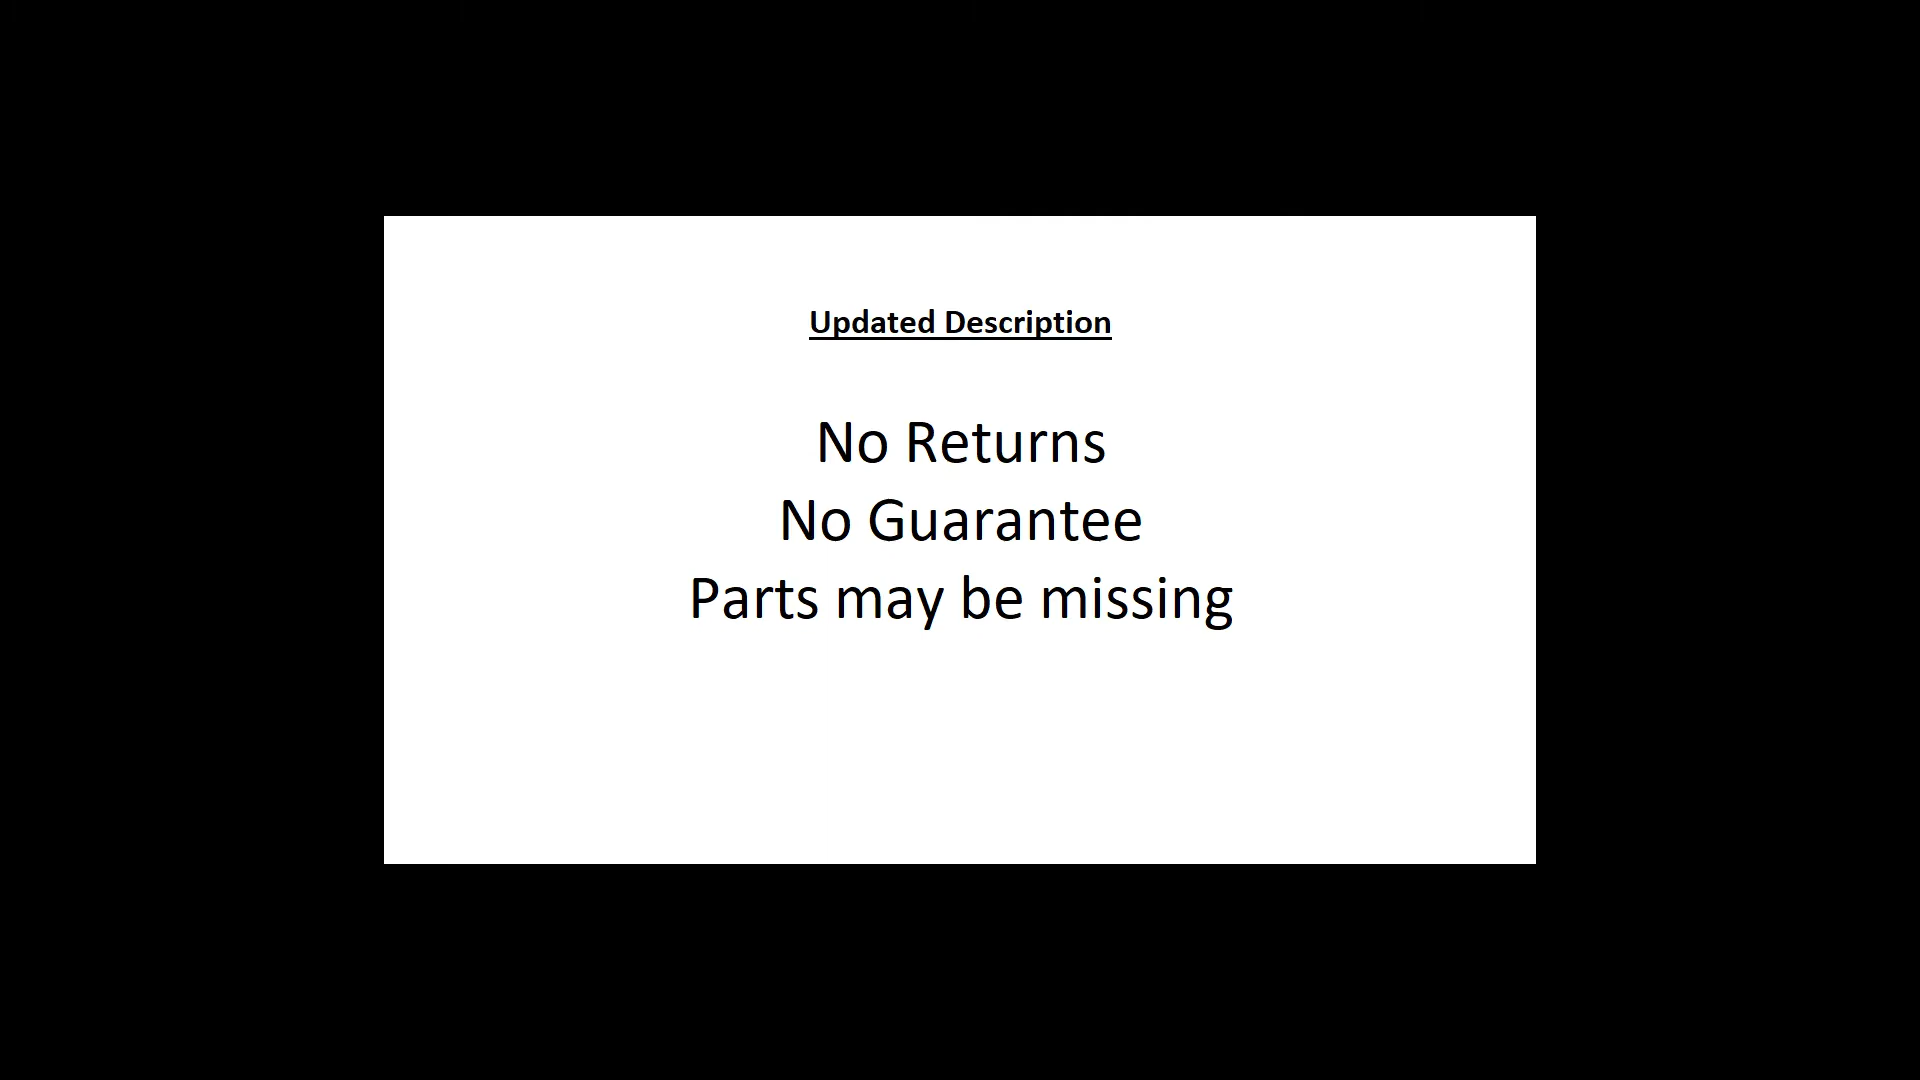 Updated Description
No Returns
No Guarantee
Parts may be missing